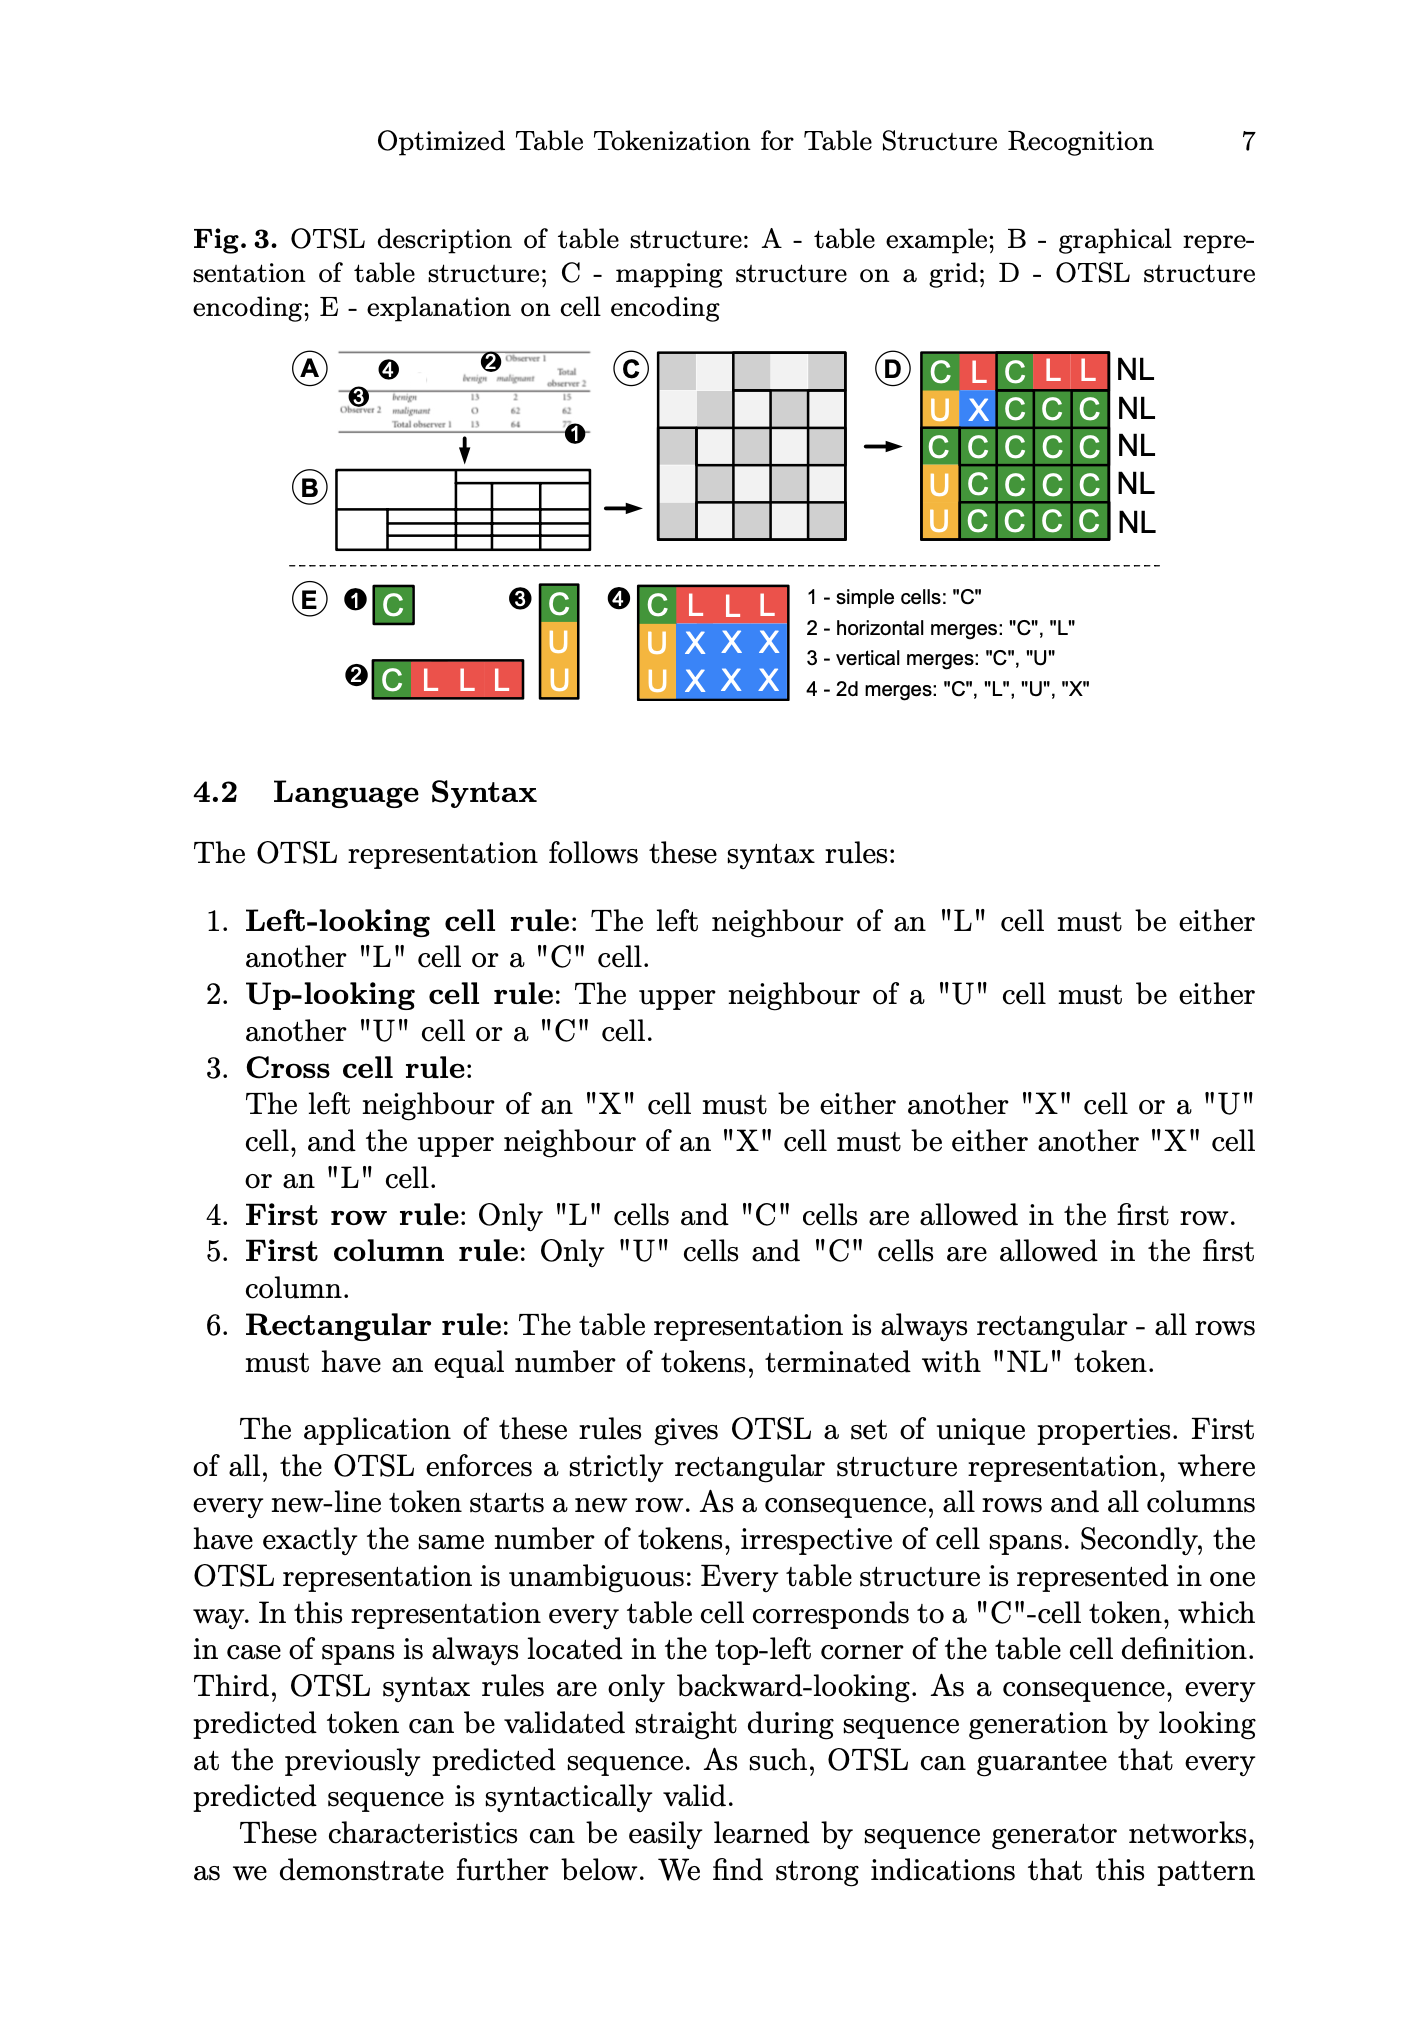 Optimized Table Tokenization for Table Structure Recognition 7
Fig. 3. OTSL description of table structure: A - table example; B - graphical repre-
sentation of table structure; C - mapping structure on a grid; D - OTSL structure
encoding; E - explanation on cell encoding
A
4
2 Observer 1
benign malignant Total
observer 2
3 benign 13 2 15
Observer 2 malignant O 62 62
Total observer 1 13 64
1
B
C
D
C L C L L NL
U X C C C NL
C C C C C NL
U C C C C NL
U C C C C NL
E
1 C
2 C L L L
3 C
U
U
4 C L L L
U X X X
U X X X
1 - simple cells: "C"
2 - horizontal merges: "C", "L"
3 - vertical merges: "C", "U"
4 - 2d merges: "C", "L", "U", "X"
4.2 Language Syntax
The OTSL representation follows these syntax rules:
1. Left-looking cell rule: The left neighbour of an "L" cell must be either
another "L" cell or a "C" cell.
2. Up-looking cell rule: The upper neighbour of a "U" cell must be either
another "U" cell or a "C" cell.
3. Cross cell rule:
The left neighbour of an "X" cell must be either another "X" cell or a "U"
cell, and the upper neighbour of an "X" cell must be either another "X" cell
or an "L" cell.
4. First row rule: Only "L" cells and "C" cells are allowed in the first row.
5. First column rule: Only "U" cells and "C" cells are allowed in the first
column.
6. Rectangular rule: The table representation is always rectangular - all rows
must have an equal number of tokens, terminated with "NL" token.
The application of these rules gives OTSL a set of unique properties. First
of all, the OTSL enforces a strictly rectangular structure representation, where
every new-line token starts a new row. As a consequence, all rows and all columns
have exactly the same number of tokens, irrespective of cell spans. Secondly, the
OTSL representation is unambiguous: Every table structure is represented in one
way. In this representation every table cell corresponds to a "C"-cell token, which
in case of spans is always located in the top-left corner of the table cell definition.
Third, OTSL syntax rules are only backward-looking. As a consequence, every
predicted token can be validated straight during sequence generation by looking
at the previously predicted sequence. As such, OTSL can guarantee that every
predicted sequence is syntactically valid.
These characteristics can be easily learned by sequence generator networks,
as we demonstrate further below. We find strong indications that this pattern